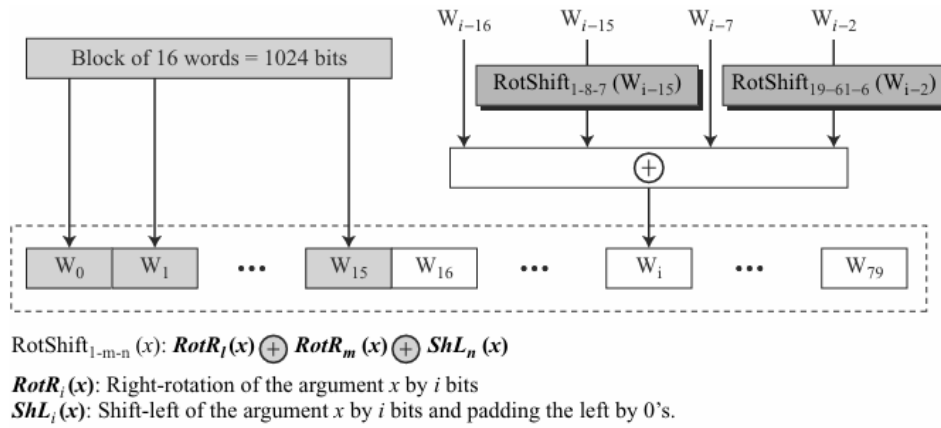 W_{i−16} W_{i−15} W_{i−7} W_{i−2}
Block of 16 words = 1024 bits
RotShift_{1-8-7} (W_{i−15}) RotShift_{19–61–6} (W_{i−2})
+
W_0 W_1 ••• W_15 W_16 ••• W_i ••• W_79
RotShift_{1-m-n} (x): RotR_l(x) + RotR_m (x) + ShL_n (x)
RotR_i (x): Right-rotation of the argument x by i bits
ShL_i (x): Shift-left of the argument x by i bits and padding the left by 0's.